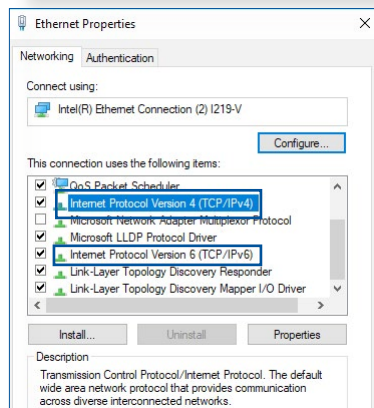 Ethernet Properties
Networking
Authentication
Connect using:
Intel(R) Ethernet Connection (2) I219-V
Configure...
This connection uses the following items:
QoS Packet Scheduler
Internet Protocol Version 4 (TCP/IPv4)
Microsoft Network Adapter Multiplexor Protocol
Microsoft LLDP Protocol Driver
Internet Protocol Version 6 (TCP/IPv6)
Link-Layer Topology Discovery Responder
Link-Layer Topology Discovery Mapper I/O Driver
Install...
Uninstall
Properties
Description
Transmission Control Protocol/Internet Protocol. The default
wide area network protocol that provides communication
across diverse interconnected networks.